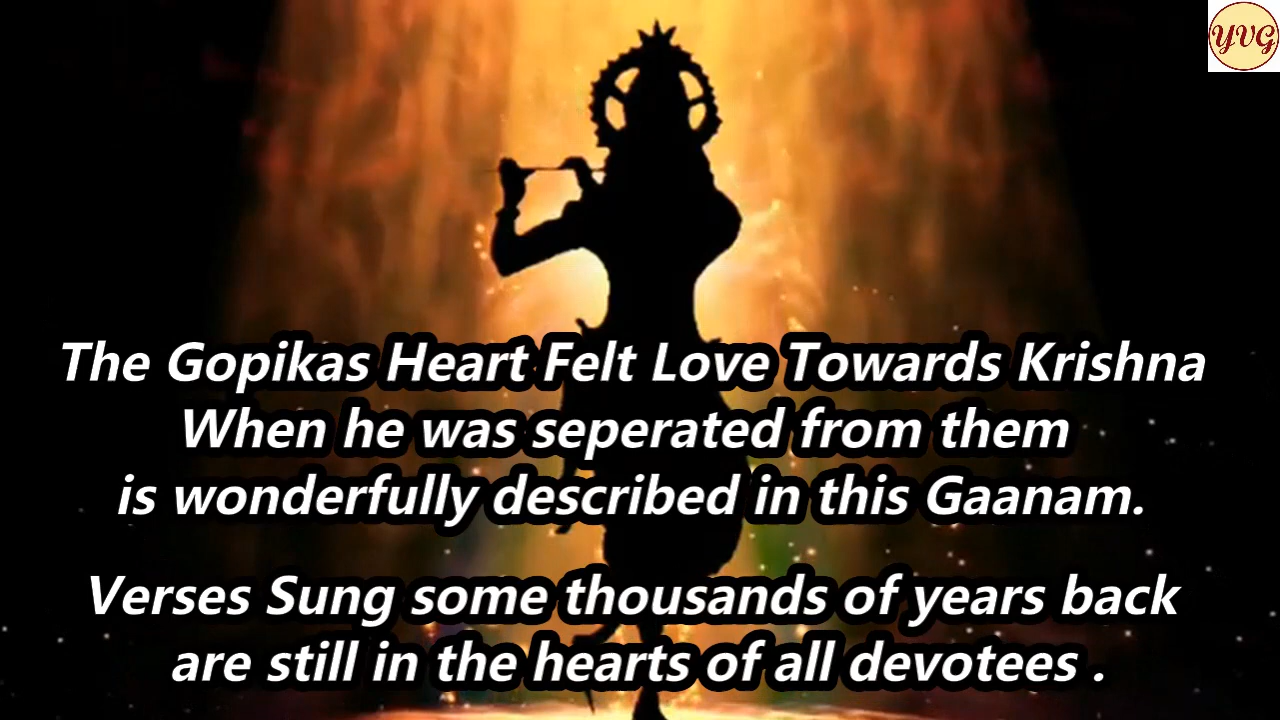 YVG
The Gopikas Heart Felt Love Towards Krishna
When he was seperated from them
is wonderfully described in this Gaanam.
Verses Sung some thousands of years back
are still in the hearts of all devotees .